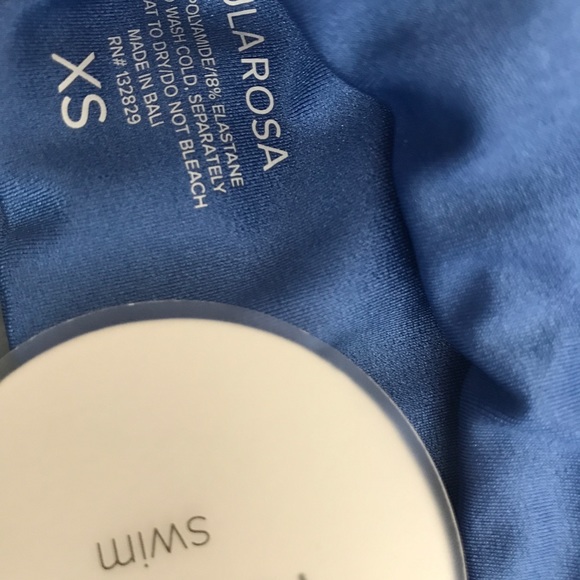 ULAROSA
POLYAMIDE/18% ELASTANE
WASH COLD, SEPARATELY
TO DRY/DO NOT BLEACH
MADE IN BALI
RN# 132829
XS
swim